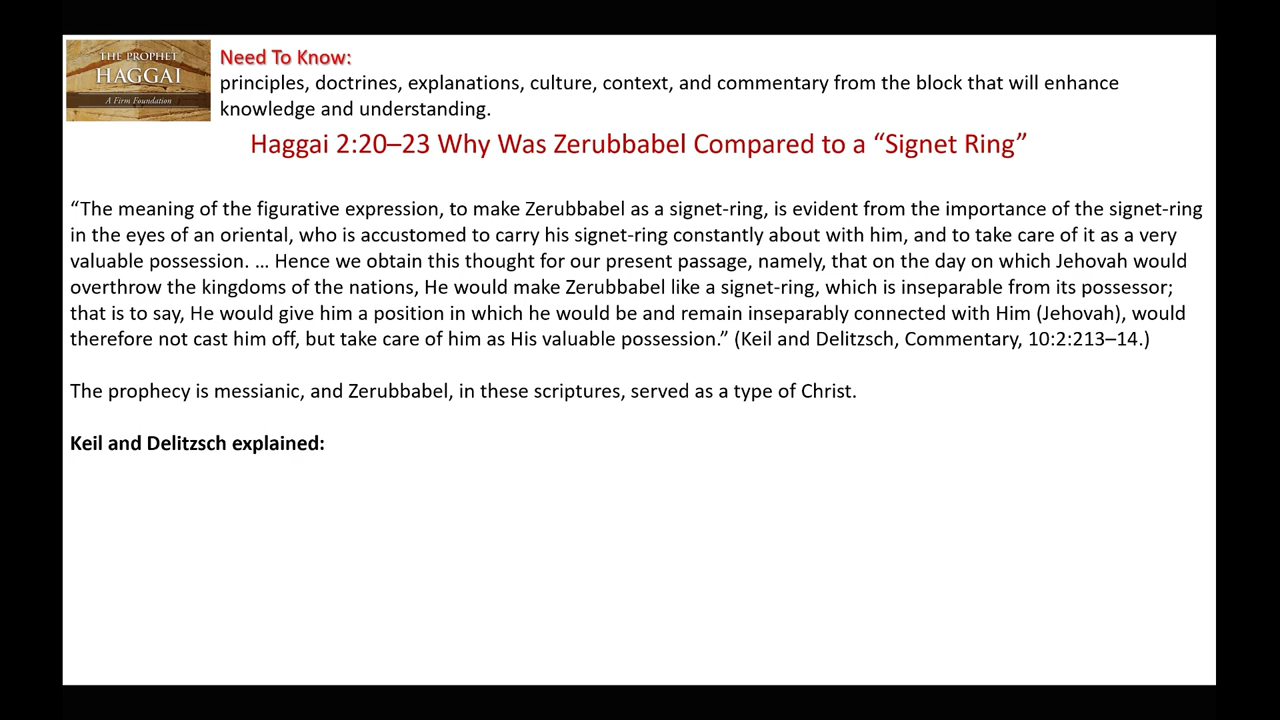 THE PROPHET
HAGGAI
A Firm Foundation
Need To Know:
principles, doctrines, explanations, culture, context, and commentary from the block that will enhance
knowledge and understanding.
Haggai 2:20–23 Why Was Zerubbabel Compared to a “Signet Ring”
“The meaning of the figurative expression, to make Zerubbabel as a signet-ring, is evident from the importance of the signet-ring
in the eyes of an oriental, who is accustomed to carry his signet-ring constantly about with him, and to take care of it as a very
valuable possession. … Hence we obtain this thought for our present passage, namely, that on the day on which Jehovah would
overthrow the kingdoms of the nations, He would make Zerubbabel like a signet-ring, which is inseparable from its possessor;
that is to say, He would give him a position in which he would be and remain inseparably connected with Him (Jehovah), would
therefore not cast him off, but take care of him as His valuable possession.” (Keil and Delitzsch, Commentary, 10:2:213–14.)
The prophecy is messianic, and Zerubbabel, in these scriptures, served as a type of Christ.
Keil and Delitzsch explained: